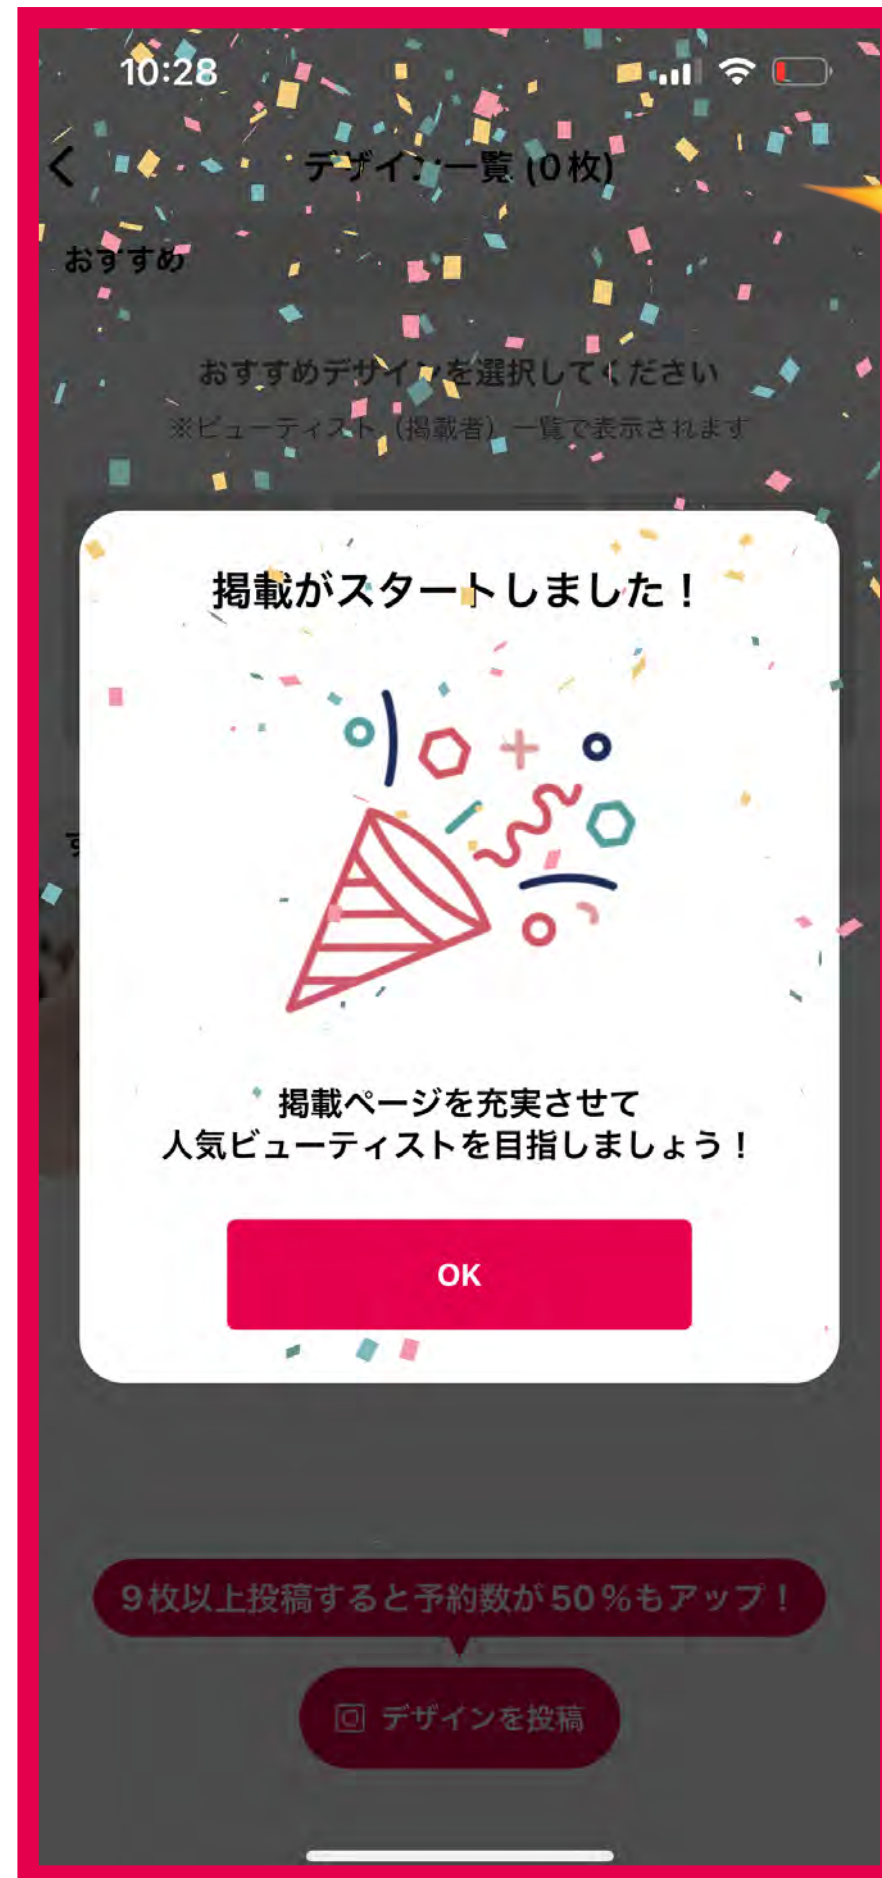 10:28
デザイン一覧 (0枚)
おすすめ
おすすめデザインを選択してください
※ビューティスト（掲載者）一覧で表示されます
掲載がスタートしました！
掲載ページを充実させて
人気ビューティストを目指しましょう！
OK
9枚以上投稿すると予約数が50％もアップ！
デザインを投稿